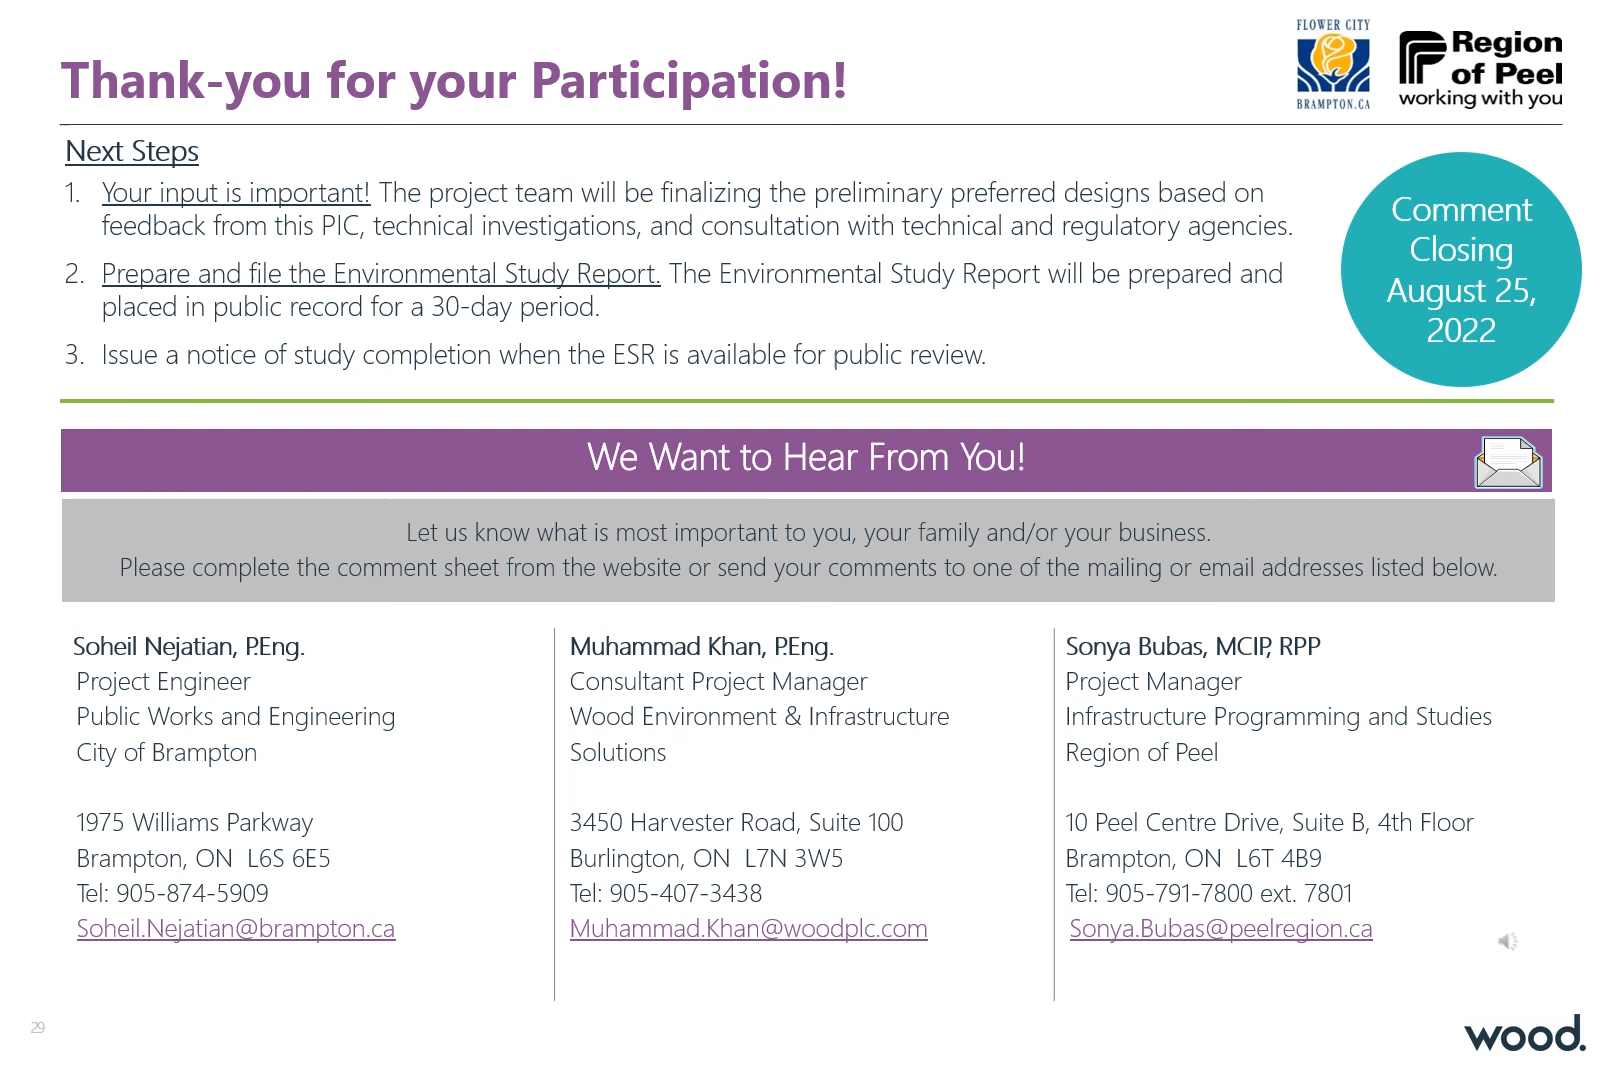 FLOWER CITY
BRAMPTON.CA
Region
of Peel
working with you
Thank-you for your Participation!
Next Steps
1. Your input is important! The project team will be finalizing the preliminary preferred designs based on
feedback from this PIC, technical investigations, and consultation with technical and regulatory agencies.
2. Prepare and file the Environmental Study Report. The Environmental Study Report will be prepared and
placed in public record for a 30-day period.
3. Issue a notice of study completion when the ESR is available for public review.
Comment
Closing
August 25,
2022
We Want to Hear From You!
Let us know what is most important to you, your family and/or your business.
Please complete the comment sheet from the website or send your comments to one of the mailing or email addresses listed below.
Soheil Nejatian, P.Eng.
Project Engineer
Public Works and Engineering
City of Brampton
1975 Williams Parkway
Brampton, ON  L6S 6E5
Tel: 905-874-5909
Soheil.Nejatian@brampton.ca
Muhammad Khan, P.Eng.
Consultant Project Manager
Wood Environment & Infrastructure
Solutions
3450 Harvester Road, Suite 100
Burlington, ON  L7N 3W5
Tel: 905-407-3438
Muhammad.Khan@woodplc.com
Sonya Bubas, MCIP, RPP
Project Manager
Infrastructure Programming and Studies
Region of Peel
10 Peel Centre Drive, Suite B, 4th Floor
Brampton, ON  L6T 4B9
Tel: 905-791-7800 ext. 7801
Sonya.Bubas@peelregion.ca
29
wood.